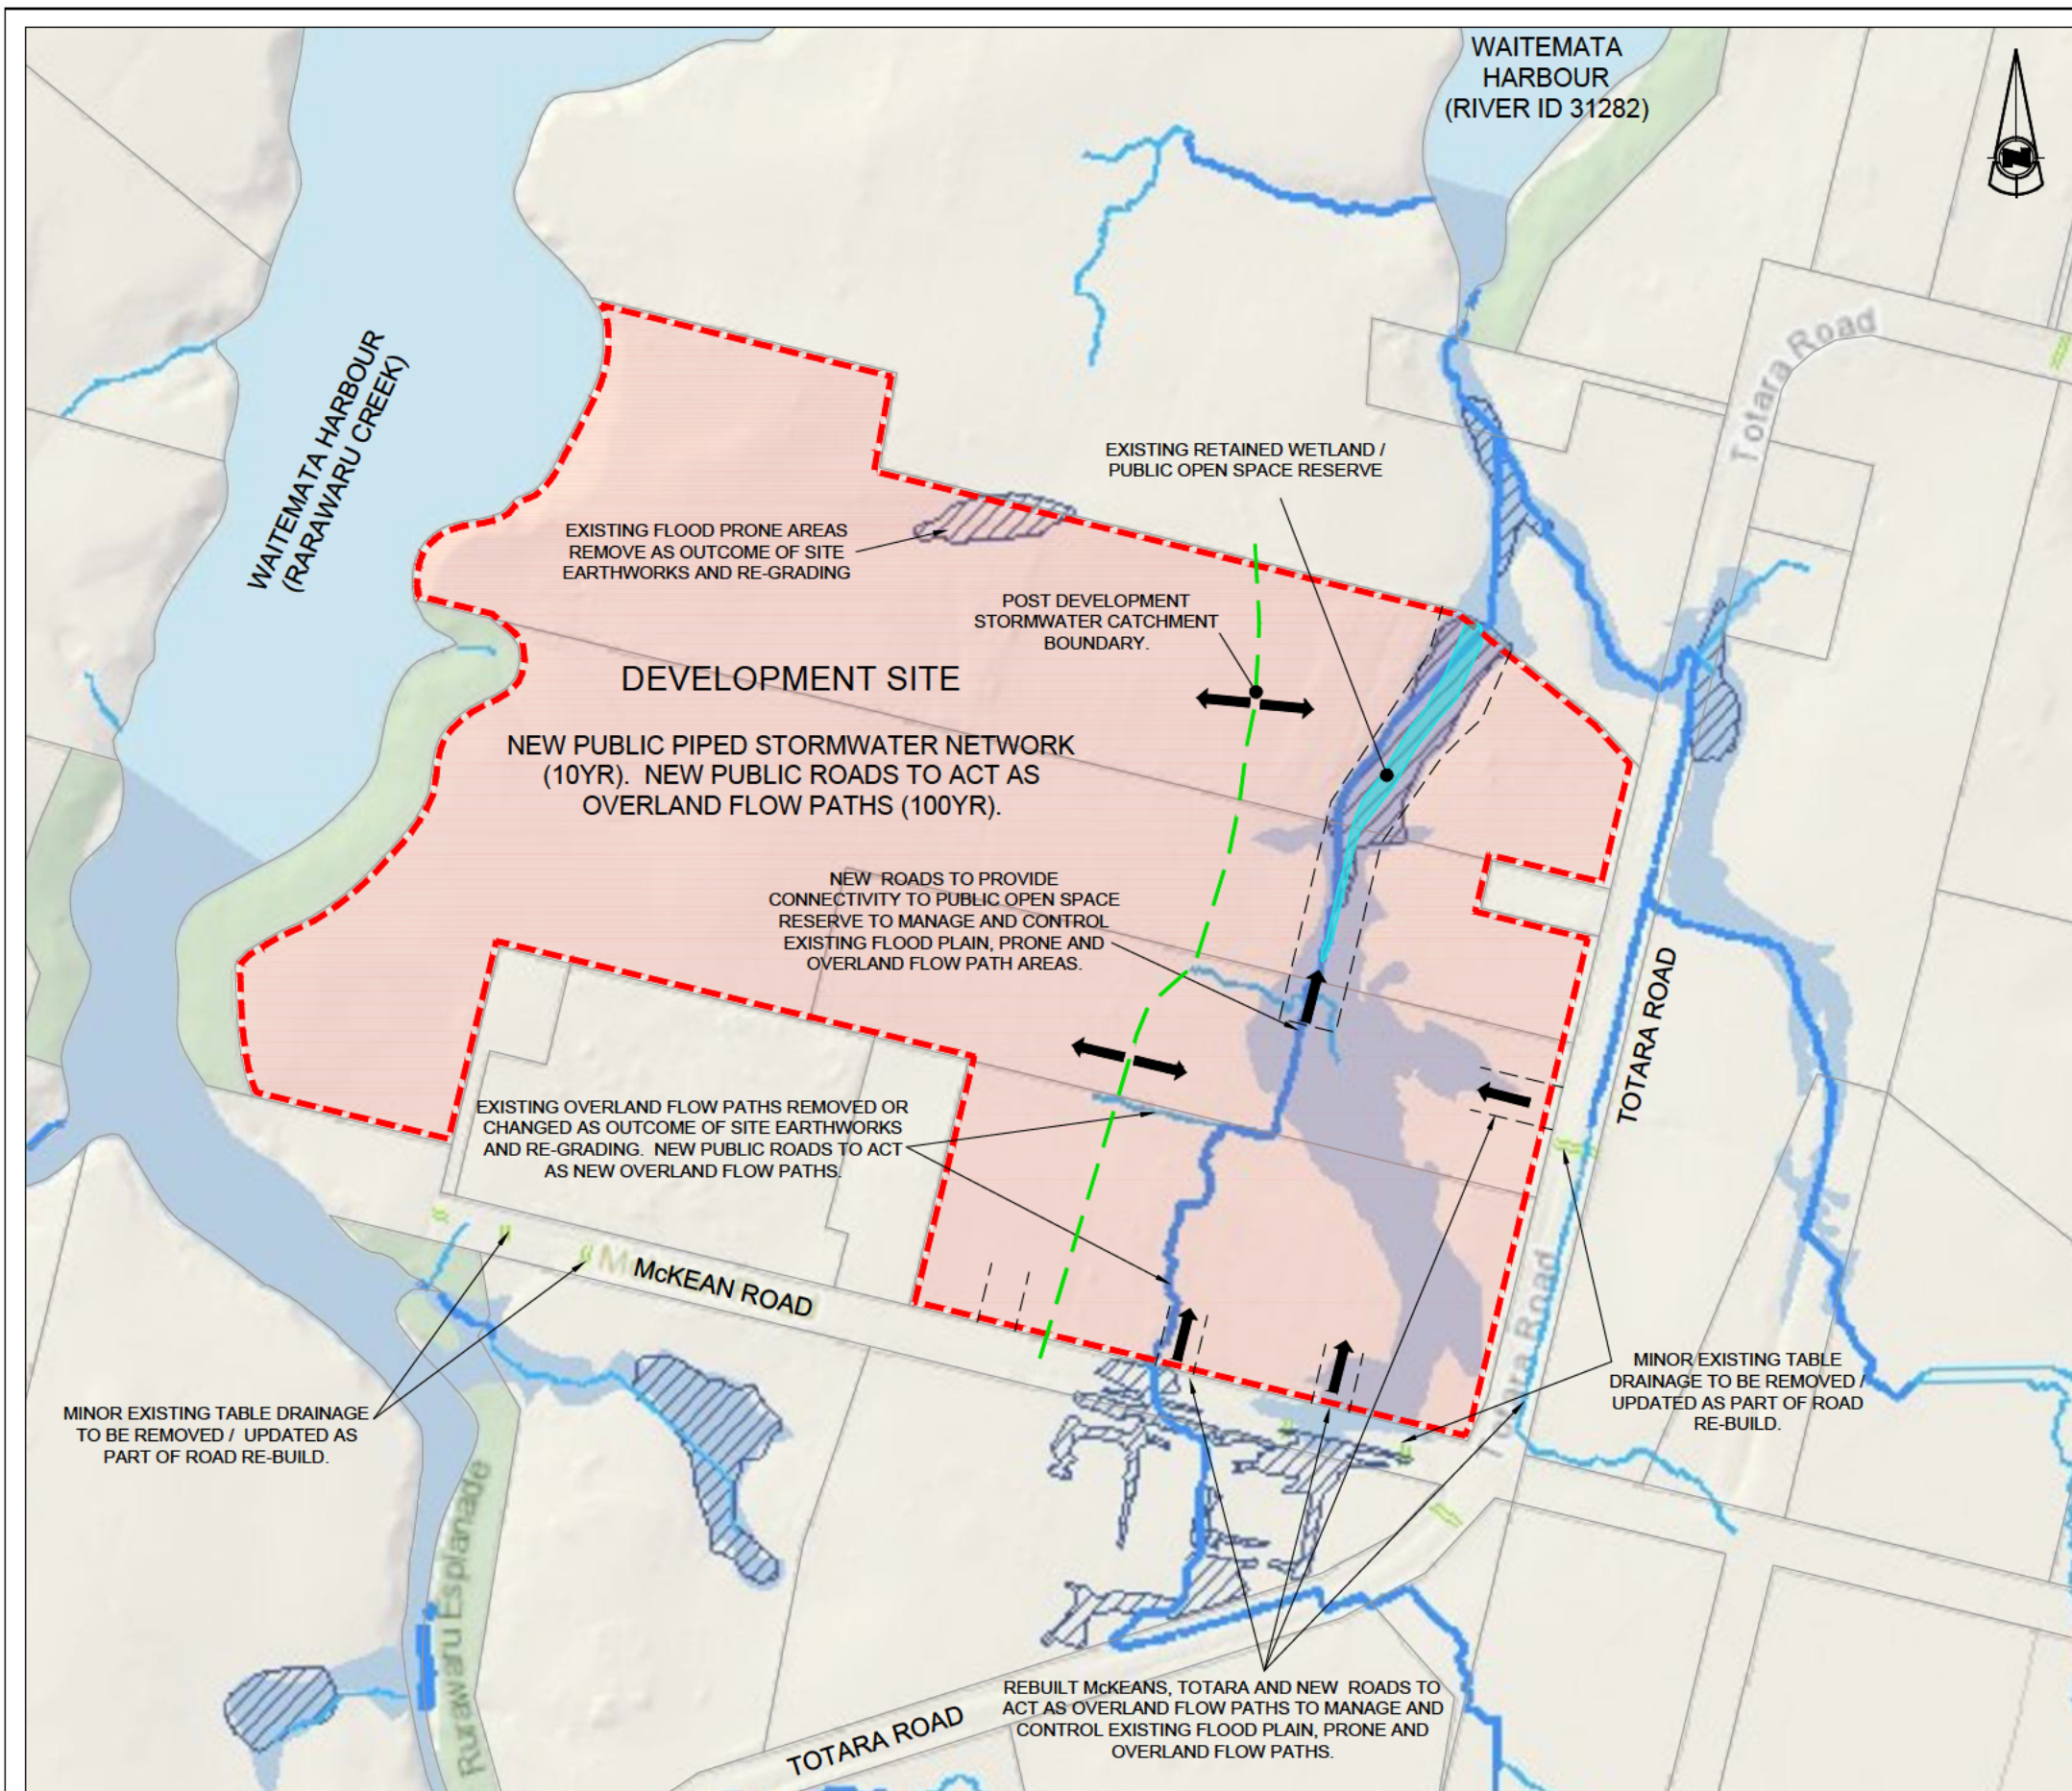 WAITEMATA
HARBOUR
(RIVER ID 31282)
N
Totara Road
WAITEMATA HARBOUR
(RARAWARU CREEK)
EXISTING RETAINED WETLAND /
PUBLIC OPEN SPACE RESERVE
EXISTING FLOOD PRONE AREAS
REMOVE AS OUTCOME OF SITE
EARTHWORKS AND RE-GRADING
POST DEVELOPMENT
STORMWATER CATCHMENT
BOUNDARY.
DEVELOPMENT SITE
NEW PUBLIC PIPED STORMWATER NETWORK
(10YR). NEW PUBLIC ROADS TO ACT AS
OVERLAND FLOW PATHS (100YR).
NEW ROADS TO PROVIDE
CONNECTIVITY TO PUBLIC OPEN SPACE
RESERVE TO MANAGE AND CONTROL
EXISTING FLOOD PLAIN, PRONE AND
OVERLAND FLOW PATH AREAS.
TOTARA ROAD
EXISTING OVERLAND FLOW PATHS REMOVED OR
CHANGED AS OUTCOME OF SITE EARTHWORKS
AND RE-GRADING. NEW PUBLIC ROADS TO ACT
AS NEW OVERLAND FLOW PATHS.
McKEAN ROAD
Totara Road
MINOR EXISTING TABLE
DRAINAGE TO BE REMOVED /
UPDATED AS PART OF ROAD
RE-BUILD.
MINOR EXISTING TABLE DRAINAGE
TO BE REMOVED / UPDATED AS
PART OF ROAD RE-BUILD.
Rurawaru Esplanade
REBUILT McKEANS, TOTARA AND NEW ROADS TO
ACT AS OVERLAND FLOW PATHS TO MANAGE AND
CONTROL EXISTING FLOOD PLAIN, PRONE AND
OVERLAND FLOW PATHS.
TOTARA ROAD